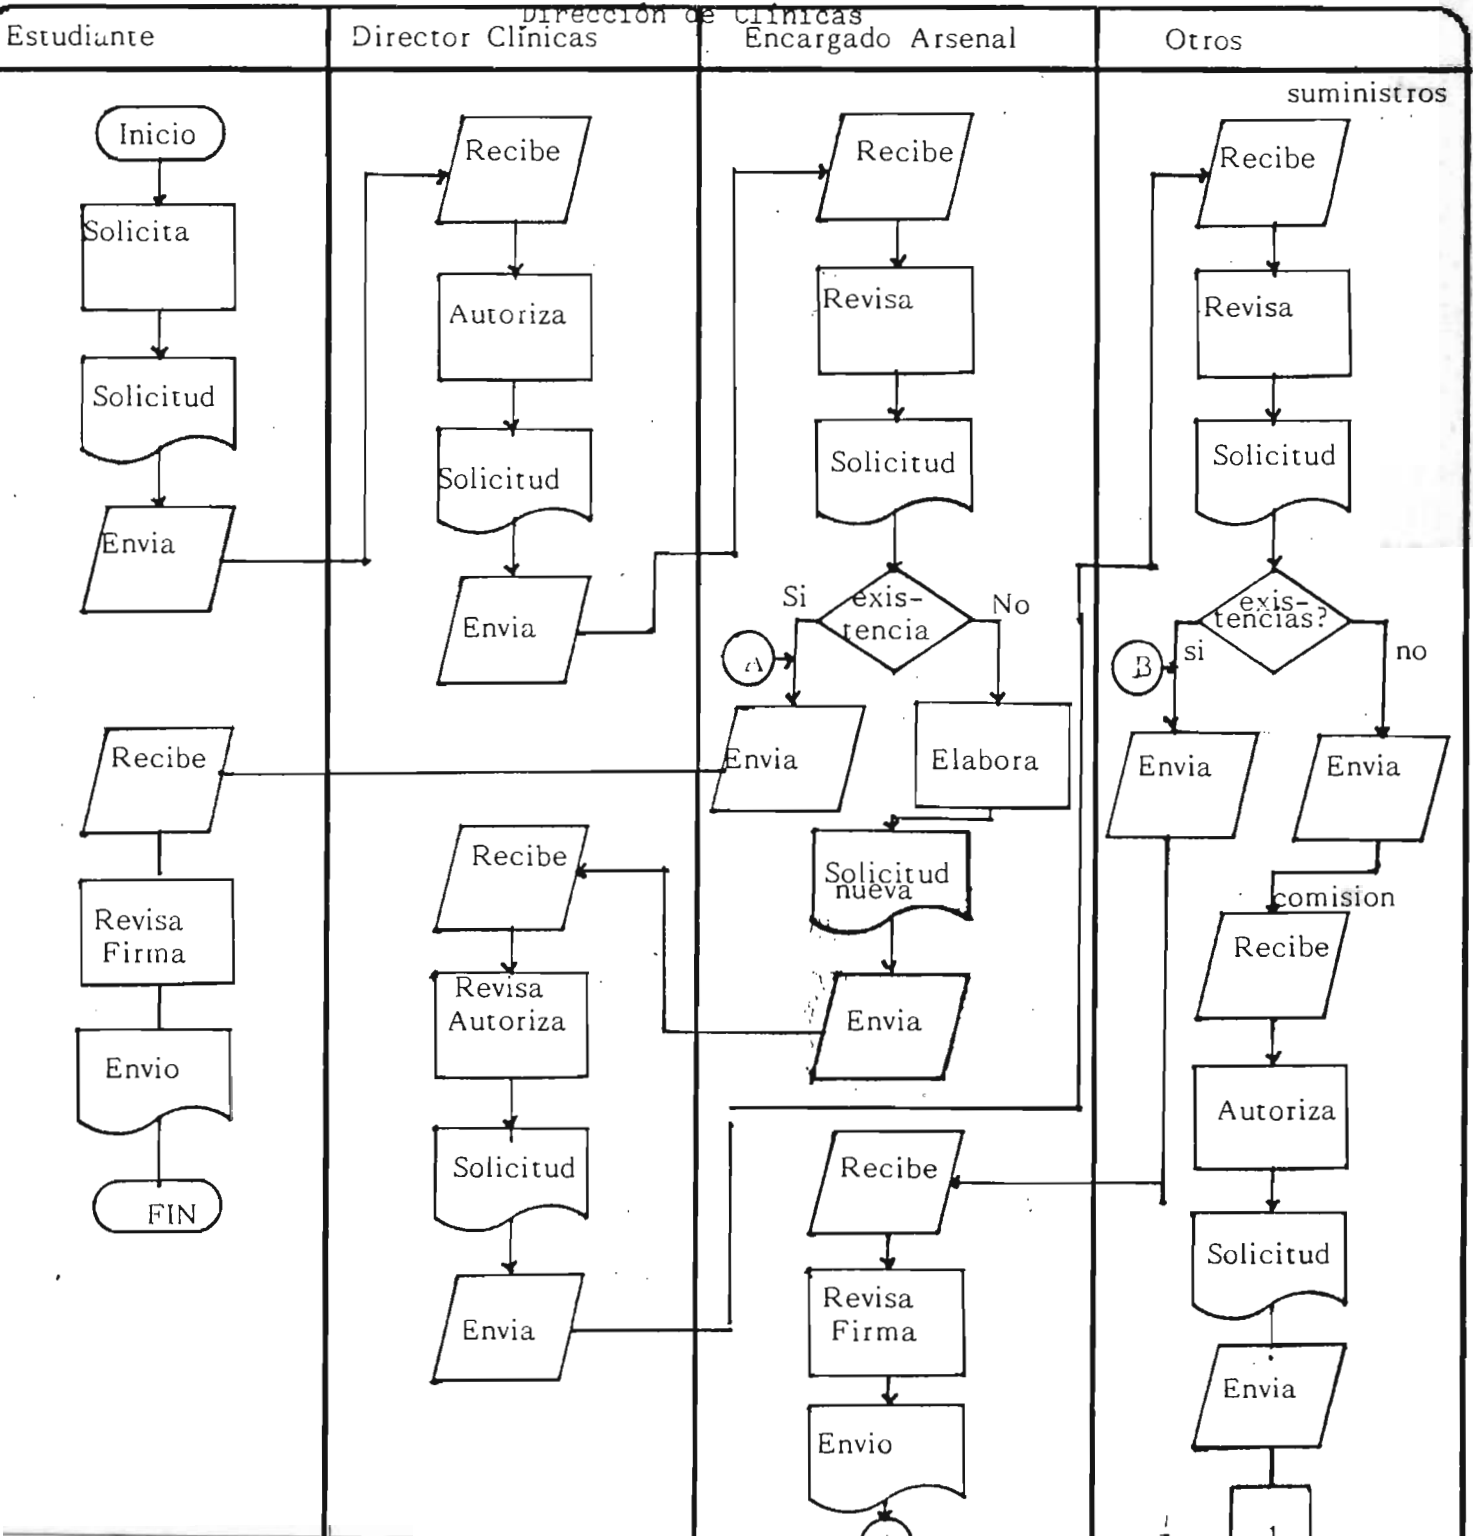 Dirección de Clínicas
Estudiante
Director Clínicas
Encargado Arsenal
Otros
Inicio
Solicita
Solicitud
Envia
Recibe
Revisa
Firma
Envio
FIN
Recibe
Autoriza
Solicitud
Envia
Recibe
Revisa
Autoriza
Solicitud
Envia
Recibe
Revisa
Solicitud
exis-
tencia
Si
No
A
Envia
Elabora
Solicitud
nueva
Envia
Recibe
Revisa
Firma
Envio
suministros
Recibe
Revisa
Solicitud
exis-
tencias?
si
no
B
Envia
Envia
comision
Recibe
Autoriza
Solicitud
Envia